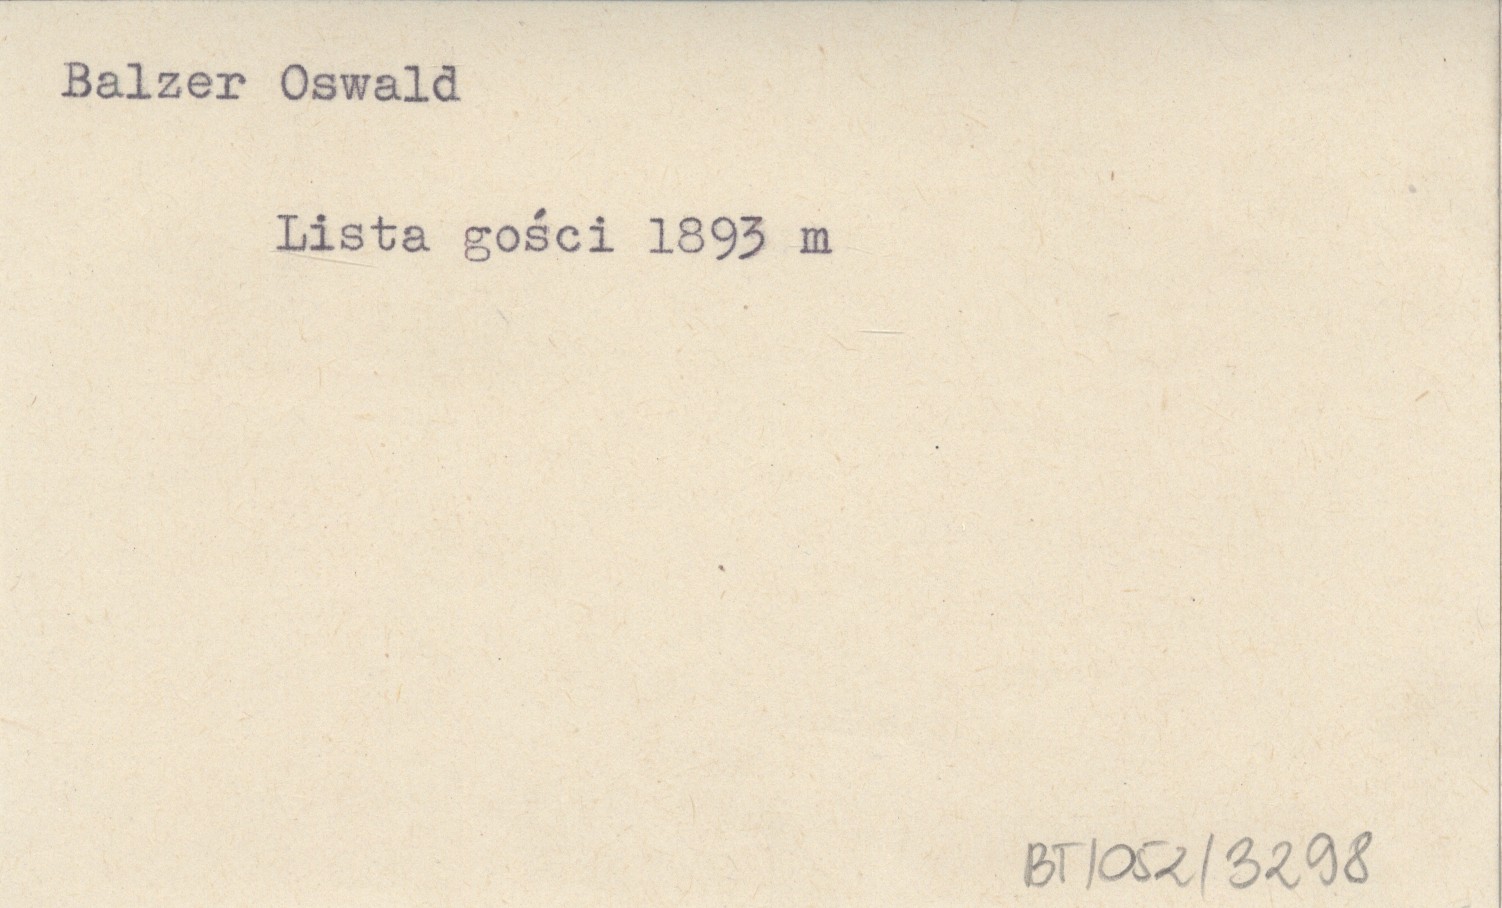 Balzer Oswald
Lista gości 1893 m
BT/052/3298